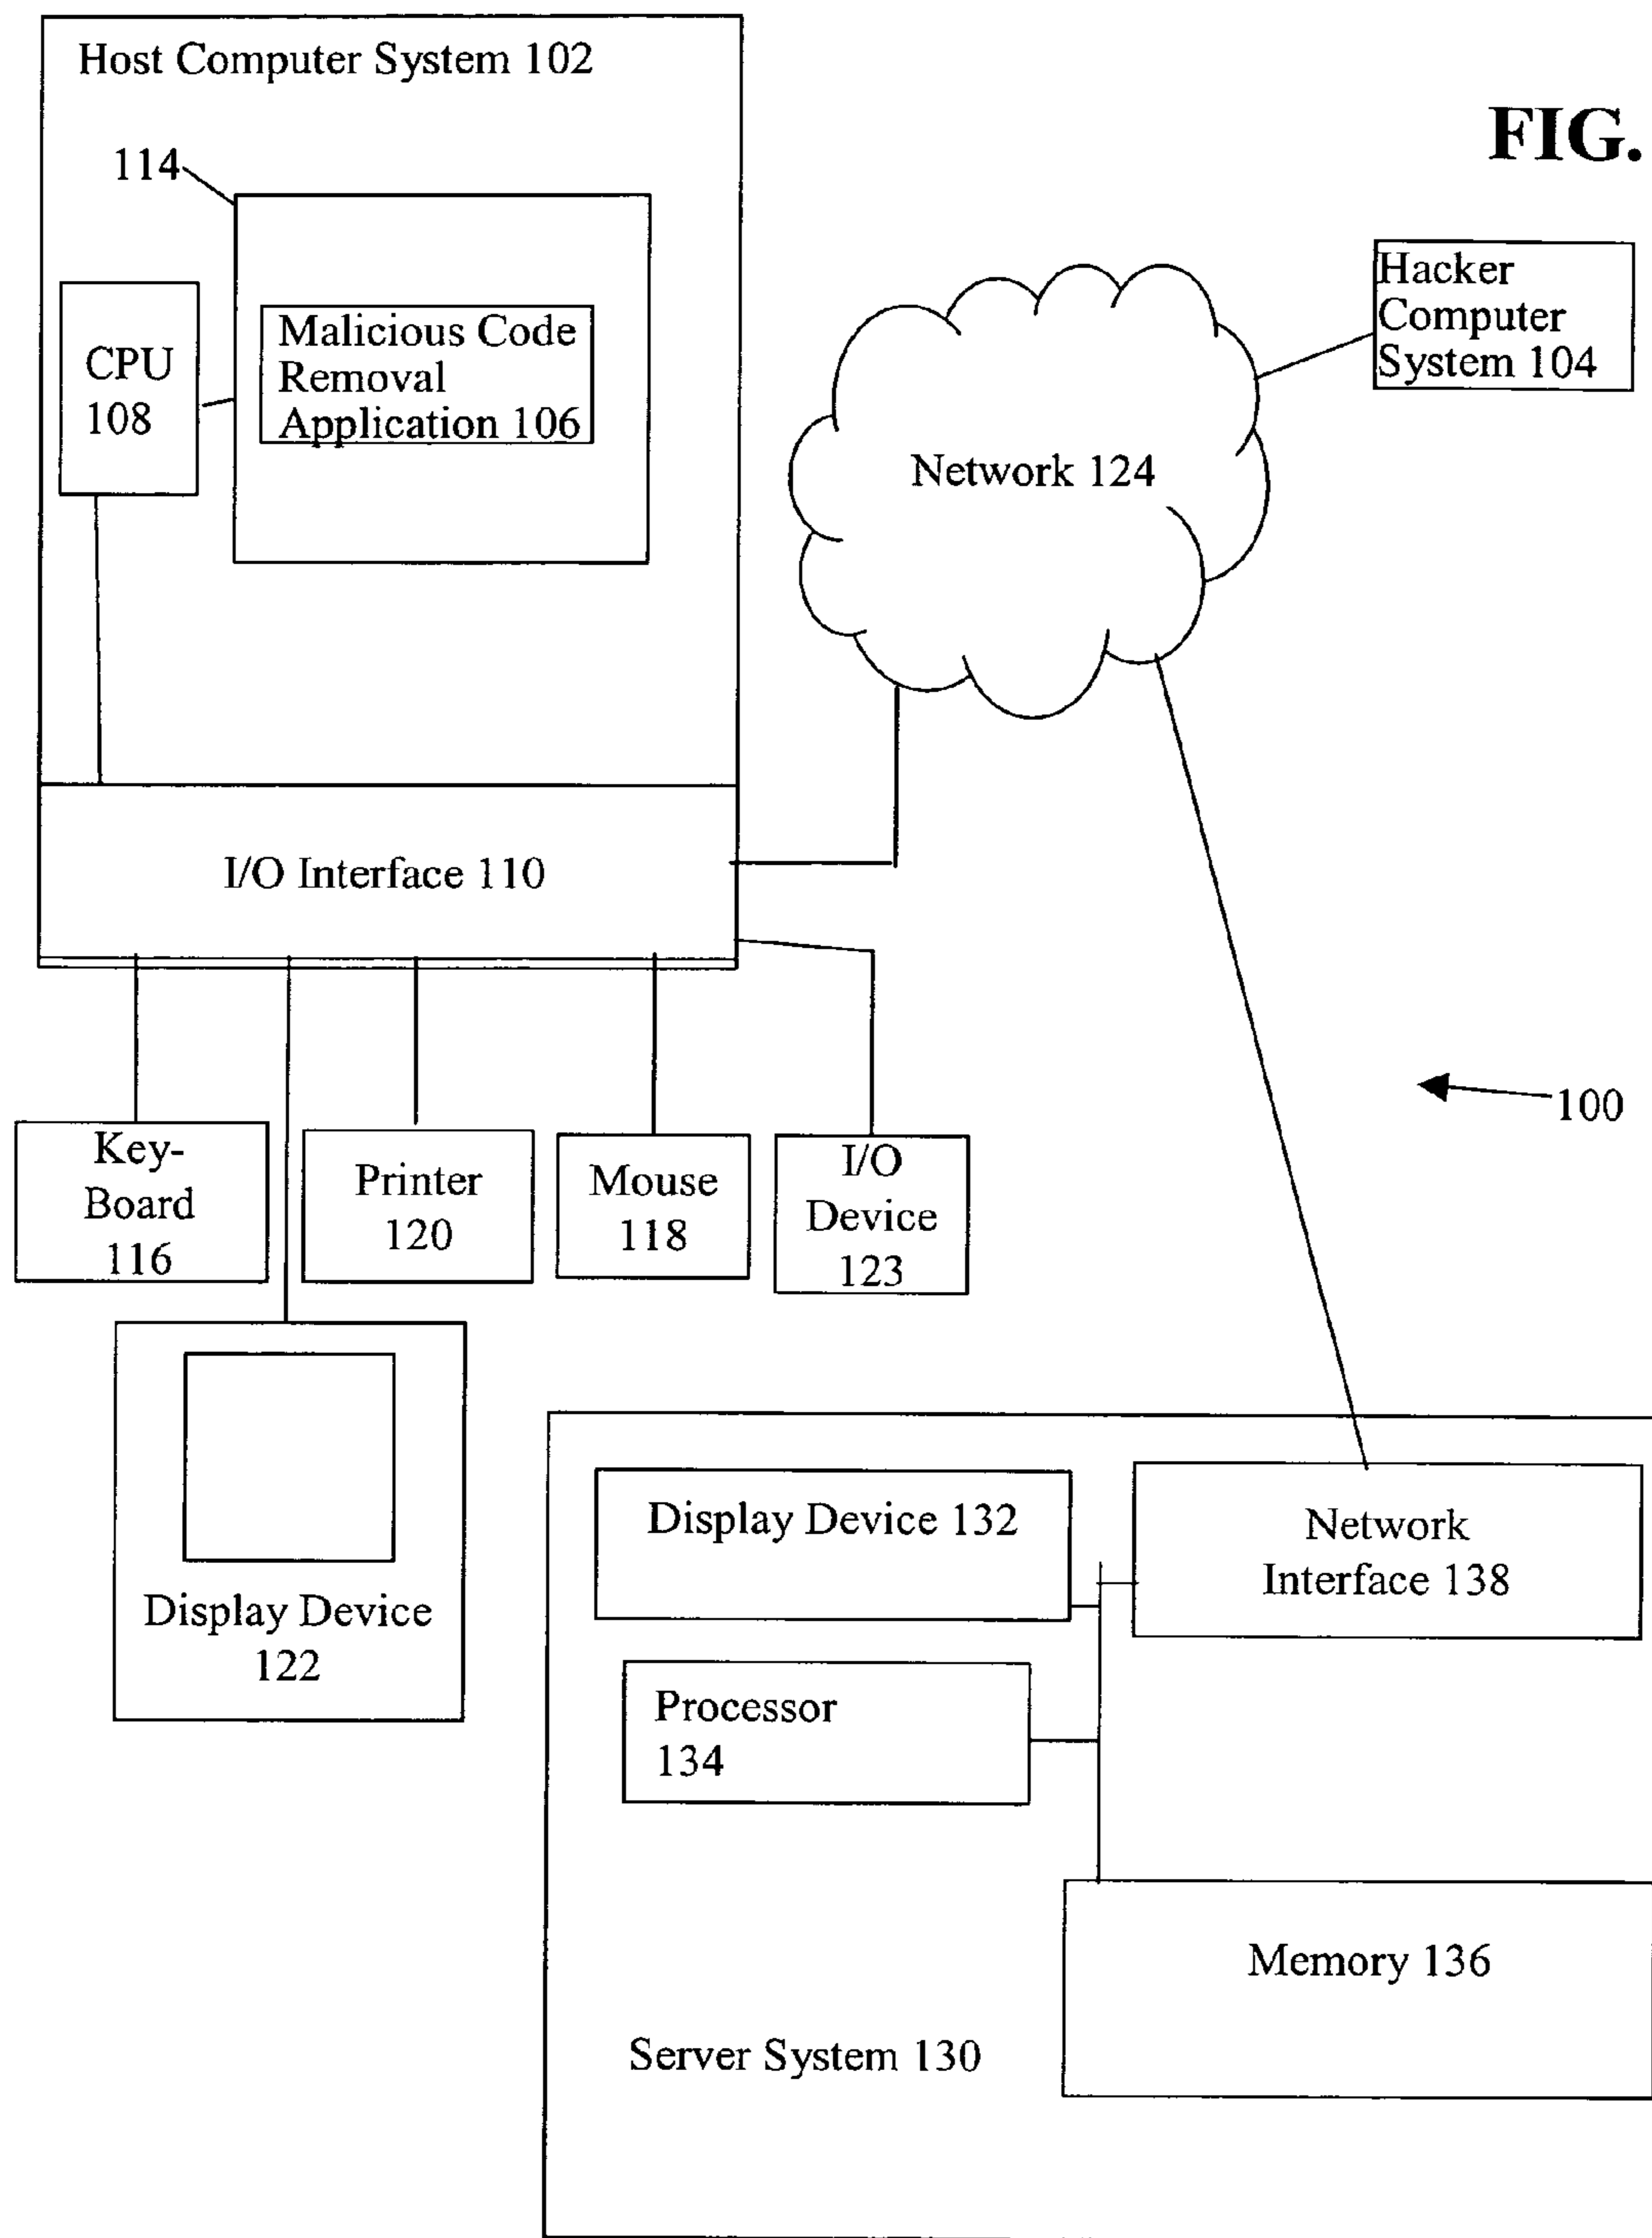 Host Computer System 102
FIG.
114
Hacker
Computer
System 104
CPU
108
Malicious Code
Removal
Application 106
Network 124
I/O Interface 110
100
Key-
Board
116
Printer
120
Mouse
118
I/O
Device
123
Display Device
122
Display Device 132
Network
Interface 138
Processor
134
Memory 136
Server System 130